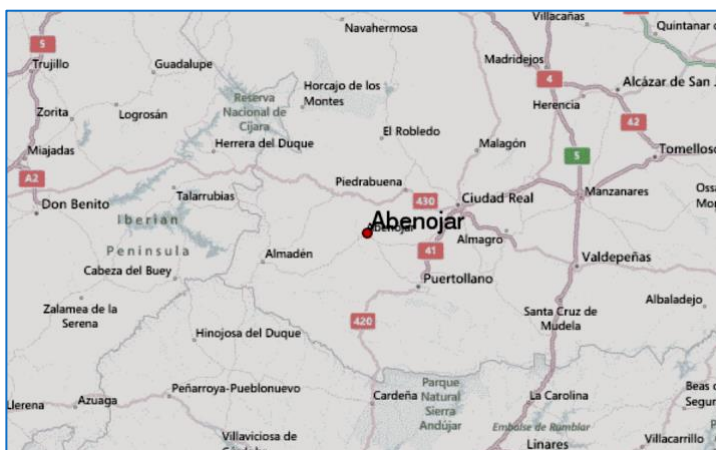 Navahermosa
Villacañas
Quintanar
5
Trujillo
Guadalupe
Madridejos
4
Alcázar de San J
Horcajo de los
Montes
Reserva
Nacional de
Cíjara
Herencia
Zorita
Logrosán
42
El Robledo
Miajadas
Herrera del Duque
Malagón
5
Tomelloso
A2
Piedrabuena
430
Don Benito
Talarrubias
Ciudad Real
Manzanares
Ossa
Iberian
Peninsula
Abenojar
Abenojar
Almagro
41
Almadén
Valdepeñas
Cabeza del Buey
Puertollano
Zalamea de la
Serena
Albaladejo
420
Santa Cruz de
Mudela
Hinojosa del Duque
Parque
Natural
Sierra
Andújar
Peñarroya-Pueblonuevo
Cardeña
La Carolina
Beas
Segur
Llerena
Azuaga
Embalse de Rumblar
Villaviciosa de
Linares
Villacarrillo